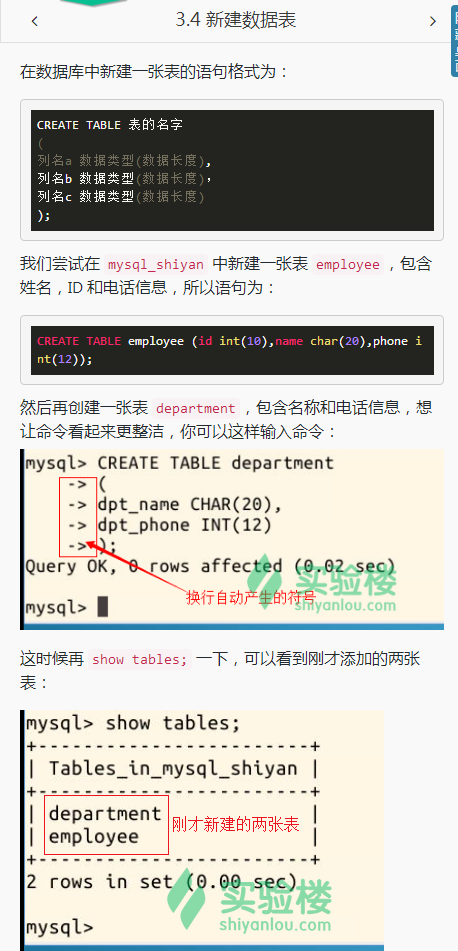 3.4 新建数据表
在数据库中新建一张表的语句格式为：
CREATE TABLE 表的名字
(
列名a 数据类型(数据长度),
列名b 数据类型(数据长度)，
列名c 数据类型(数据长度)
);
我们尝试在 mysql_shiyan 中新建一张表 employee，包含
姓名，ID 和电话信息，所以语句为：
CREATE TABLE employee (id int(10),name char(20),phone i
nt(12));
然后再创建一张表 department，包含名称和电话信息，想
让命令看起来更整洁，你可以这样输入命令：
mysql> CREATE TABLE department
-> (
-> dpt_name CHAR(20),
-> dpt_phone INT(12)
-> );
Query OK, 0 rows affected (0.02 sec)
换行自动产生的符号
实验楼
shiyanlou.com
mysql>
这时候再 show tables; 一下，可以看到刚才添加的两张
表：
mysql> show tables;
+------------------------+
| Tables_in_mysql_shiyan |
+------------------------+
| department |
| employee |
刚才新建的两张表
+------------------------+
2 rows in set (0.00 sec)
实验楼
shiyanlou.com
mysql>